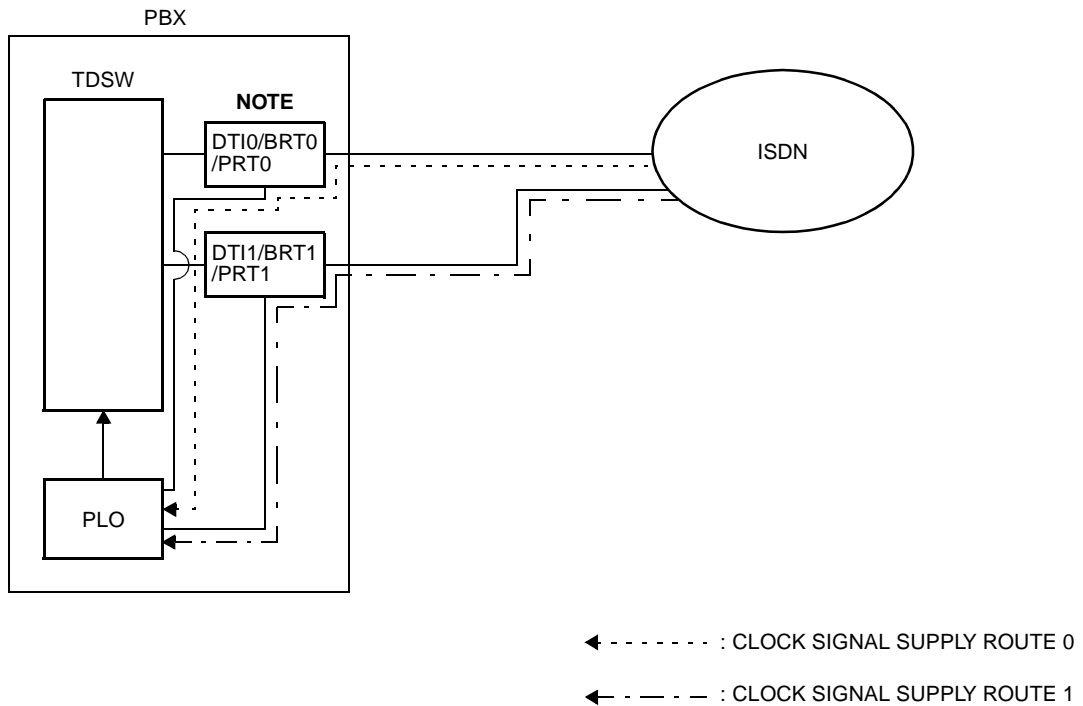 PBX
TDSW
NOTE
DTI0/BRT0
/PRT0
ISDN
DTI1/BRT1
/PRT1
PLO
: CLOCK SIGNAL SUPPLY ROUTE 0
: CLOCK SIGNAL SUPPLY ROUTE 1